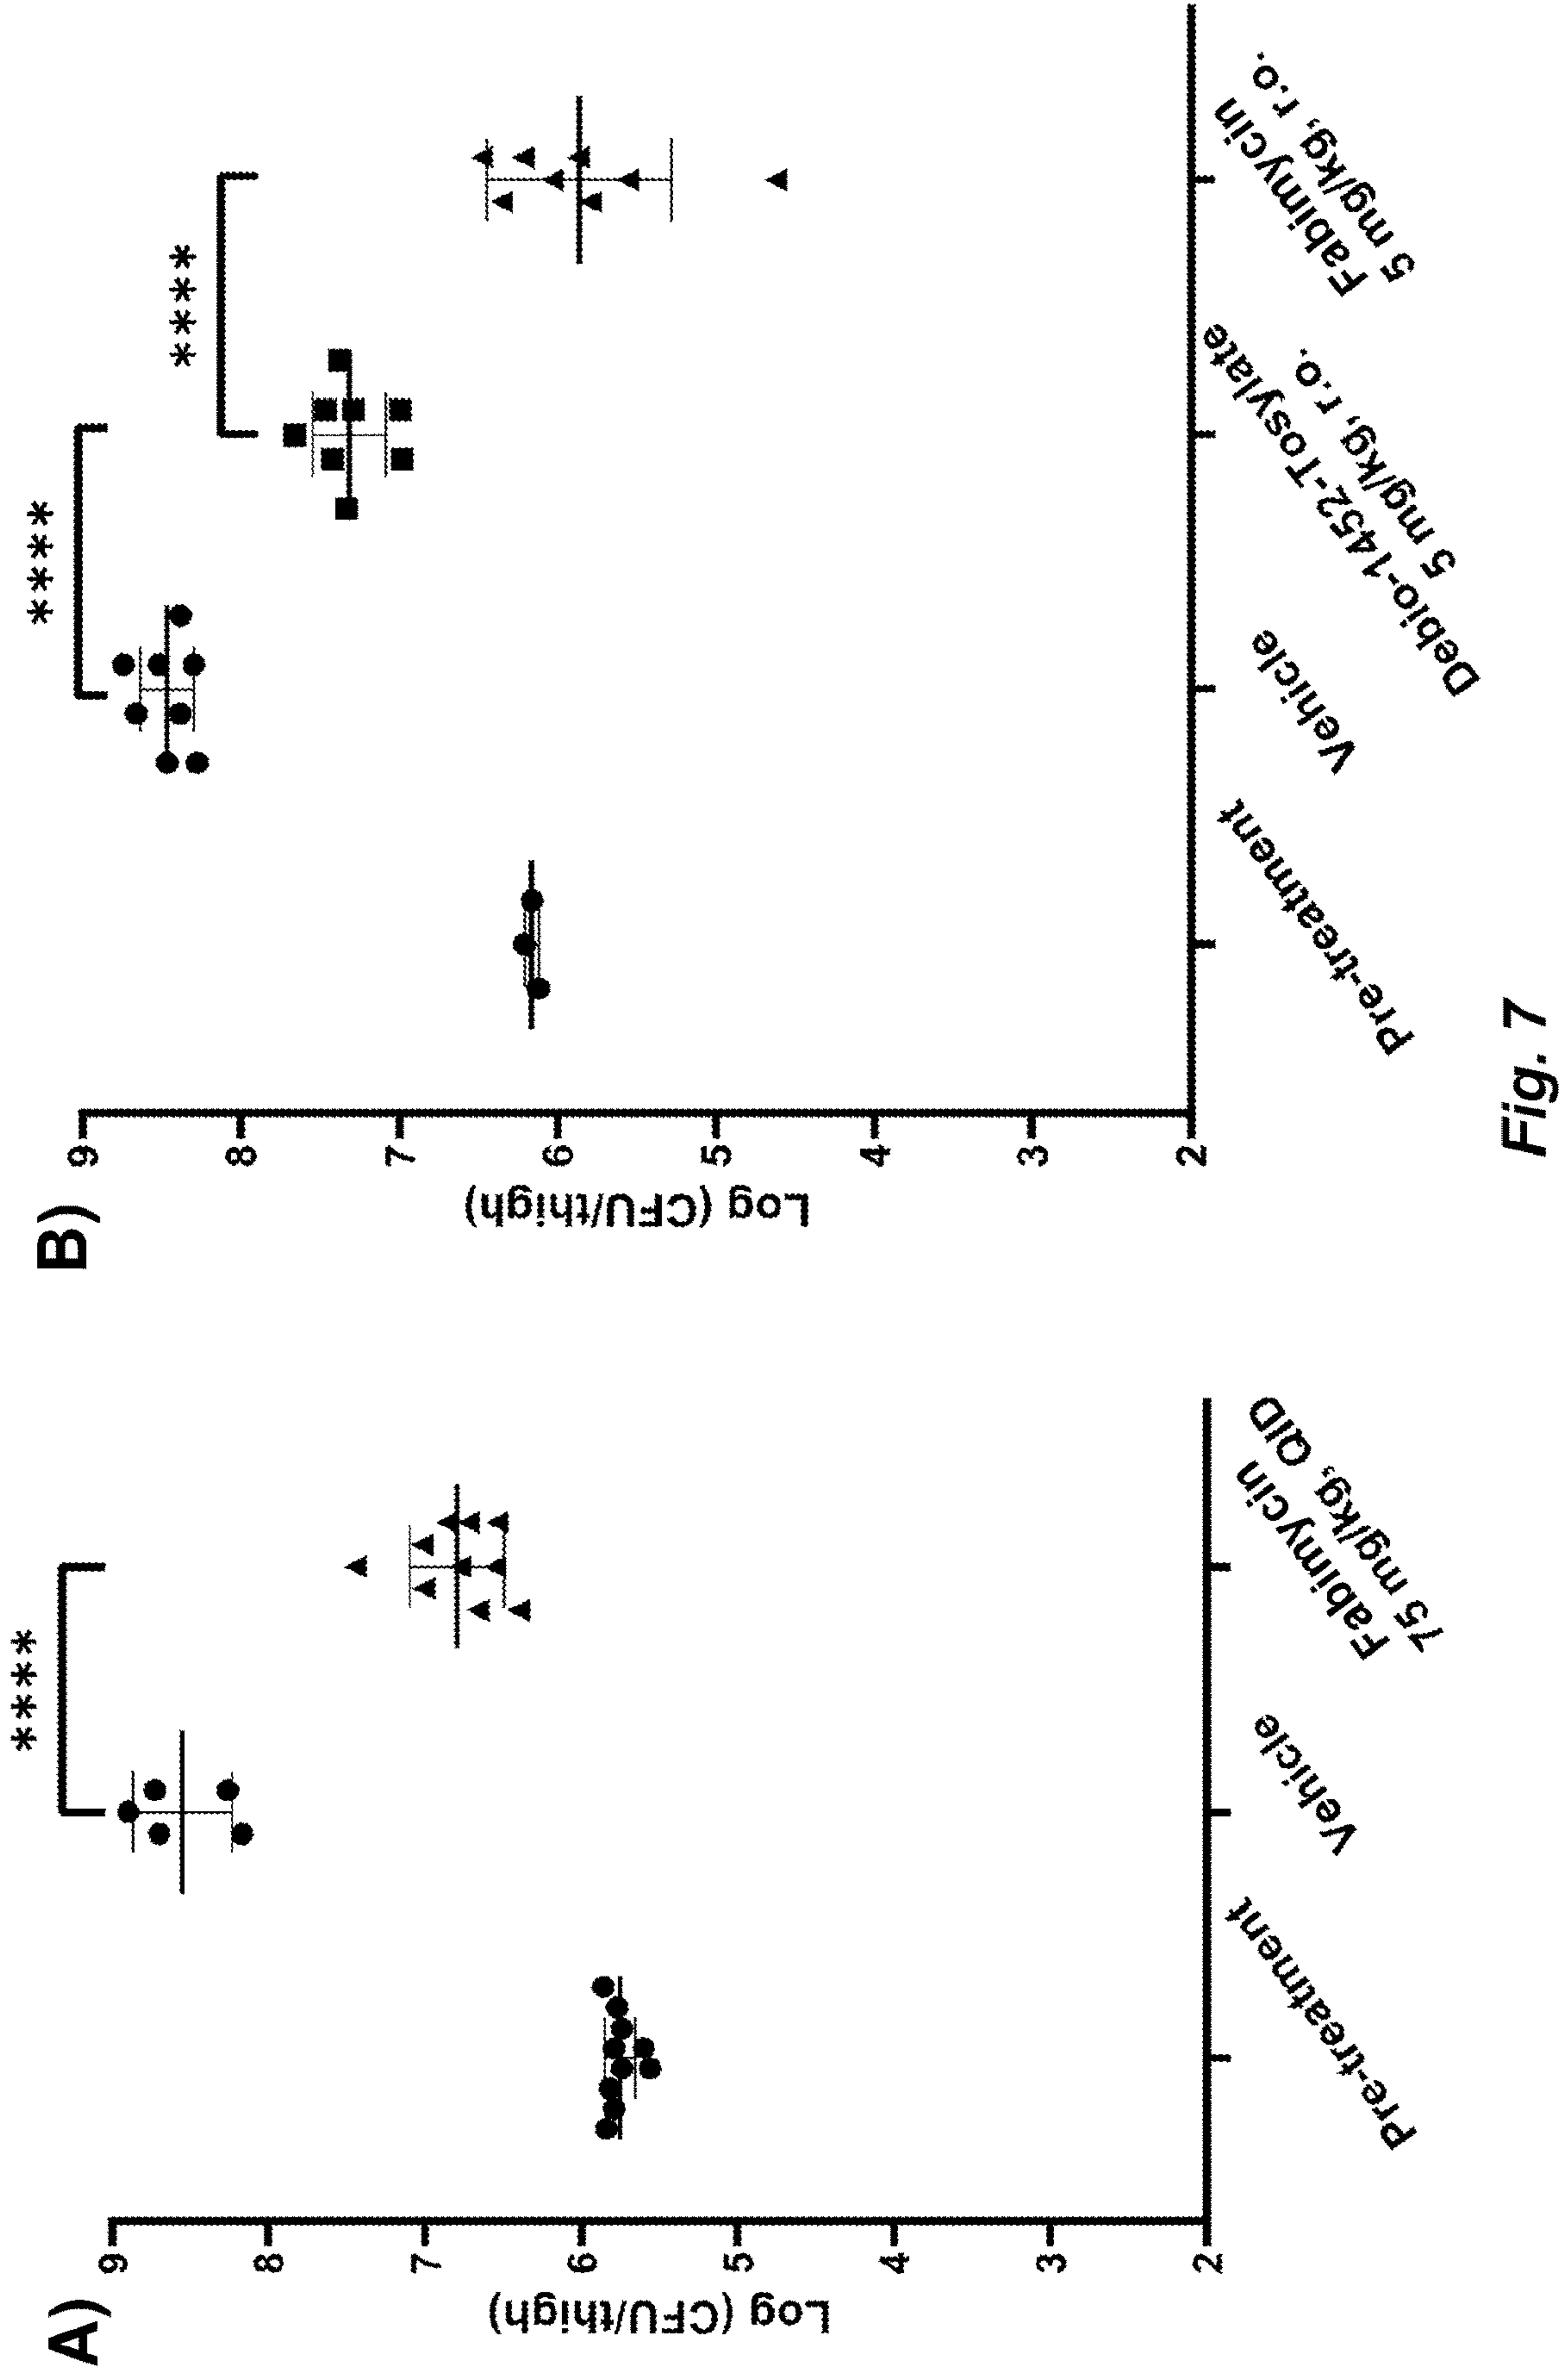 A)
****
9
8
7
6
5
4
3
2
Log (CFU/thigh)
Pre-treatment
Vehicle
Fabimycin
75 mg/kg, QID
B)
****
****
9
8
7
6
5
4
3
2
Log (CFU/thigh)
Pre-treatment
Vehicle
Debio-1452-Tosylate
5 mg/kg, r.o.
Fabimycin
5 mg/kg, r.o.
Fig. 7